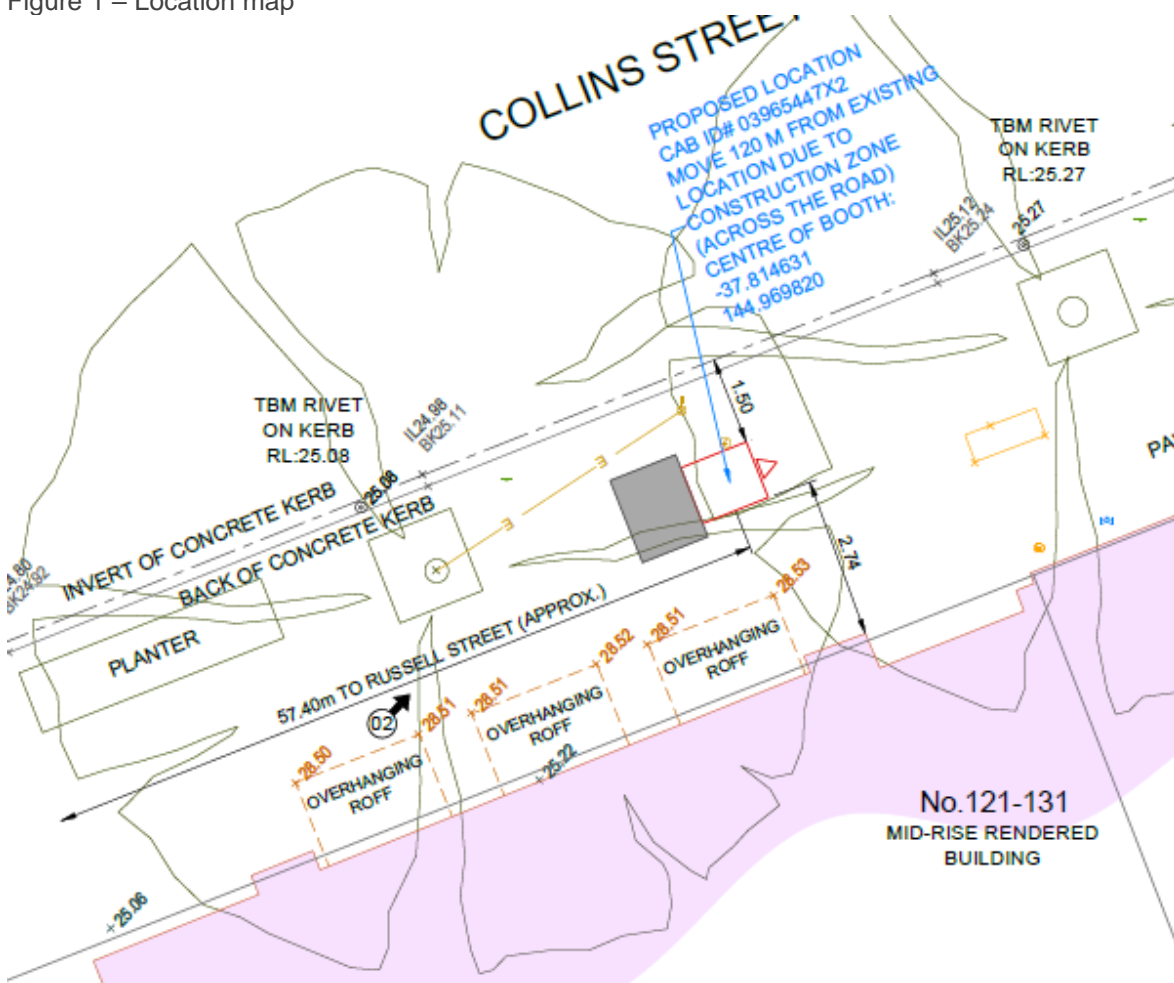 Figure 1 – Location map
COLLINS STREET
PROPOSED LOCATION
CAB ID# 03965447X2
MOVE 120 M FROM EXISTING
LOCATION DUE TO
CONSTRUCTION ZONE
(ACROSS THE ROAD)
CENTRE OF BOOTH:
-37.814631
144.969820
TBM RIVET
ON KERB
RL:25.27
IL25.12
BK25.24
25.27
1.50
TBM RIVET
ON KERB
RL:25.08
IL24.98
BK25.11
25.08
E
E
INVERT OF CONCRETE KERB
BACK OF CONCRETE KERB
BK24.92
PLANTER
2.74
57.40m TO RUSSELL STREET (APPROX.)
02
28.50
28.51
OVERHANGING
ROFF
28.51
28.52
OVERHANGING
ROFF
28.51
28.53
OVERHANGING
ROFF
25.22
25.06
No.121-131
MID-RISE RENDERED
BUILDING